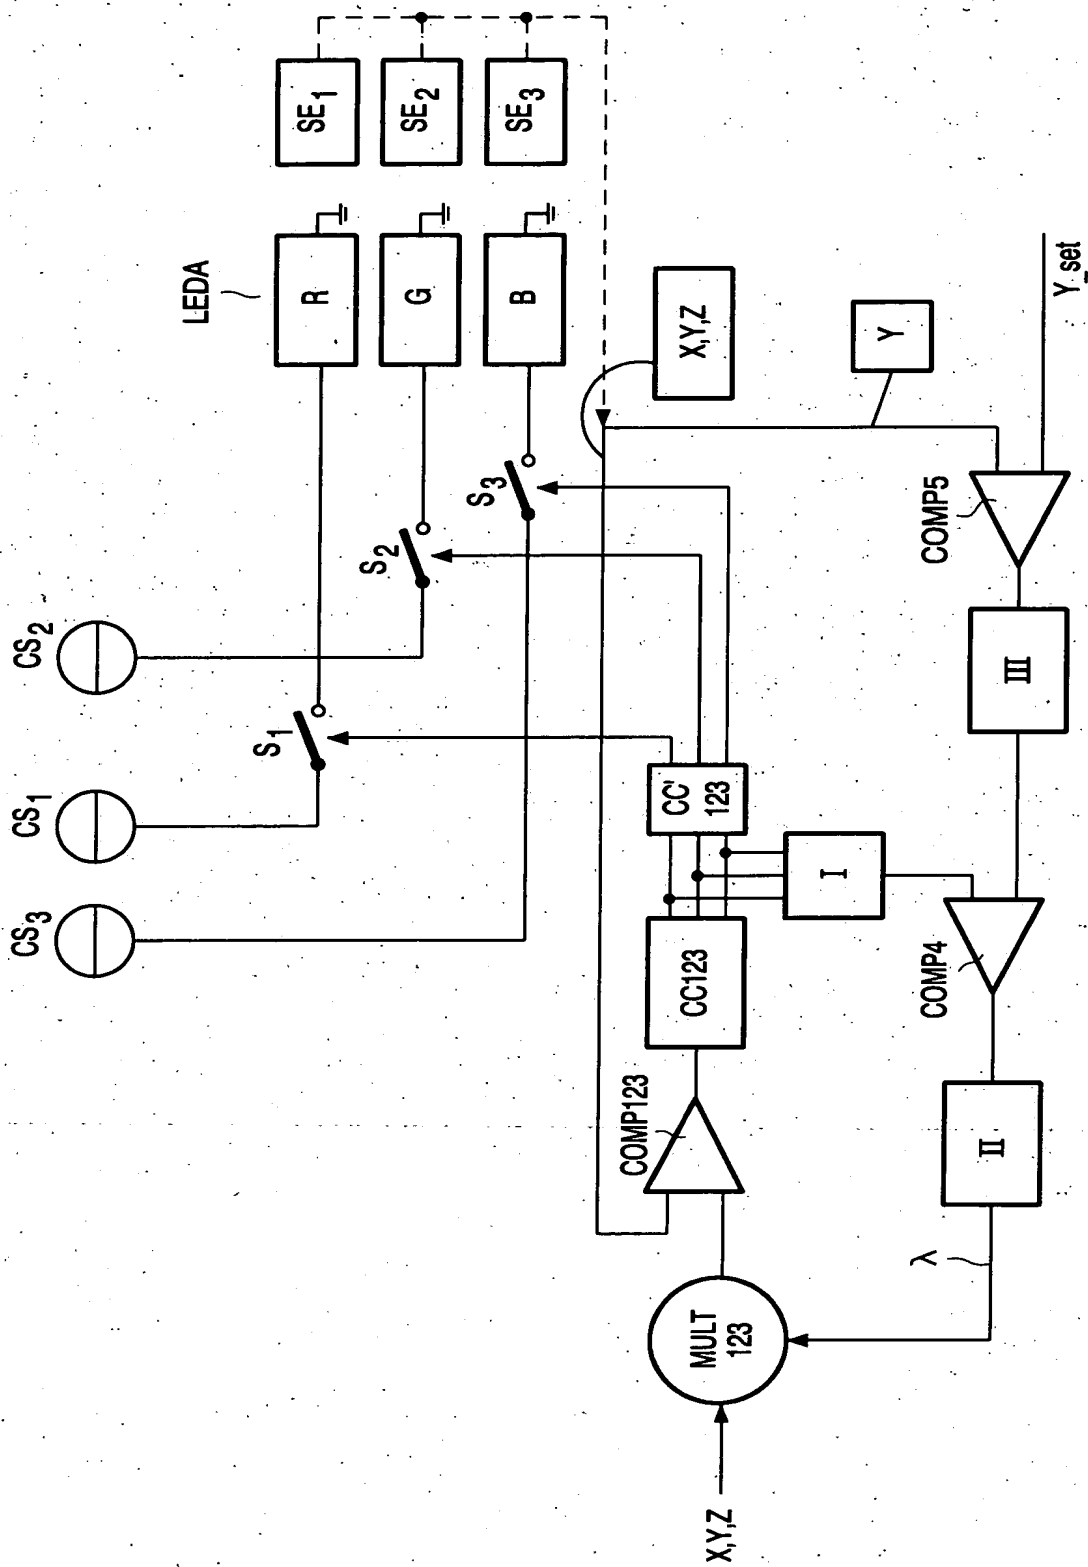 CS3
CS1
CS2
S1
S2
S3
LEDA
R
G
B
SE1
SE2
SE3
X,Y,Z
Y
Y_set
COMP5
III
COMP4
II
λ
I
CC'
123
CC123
COMP123
MULT
123
X,Y,Z